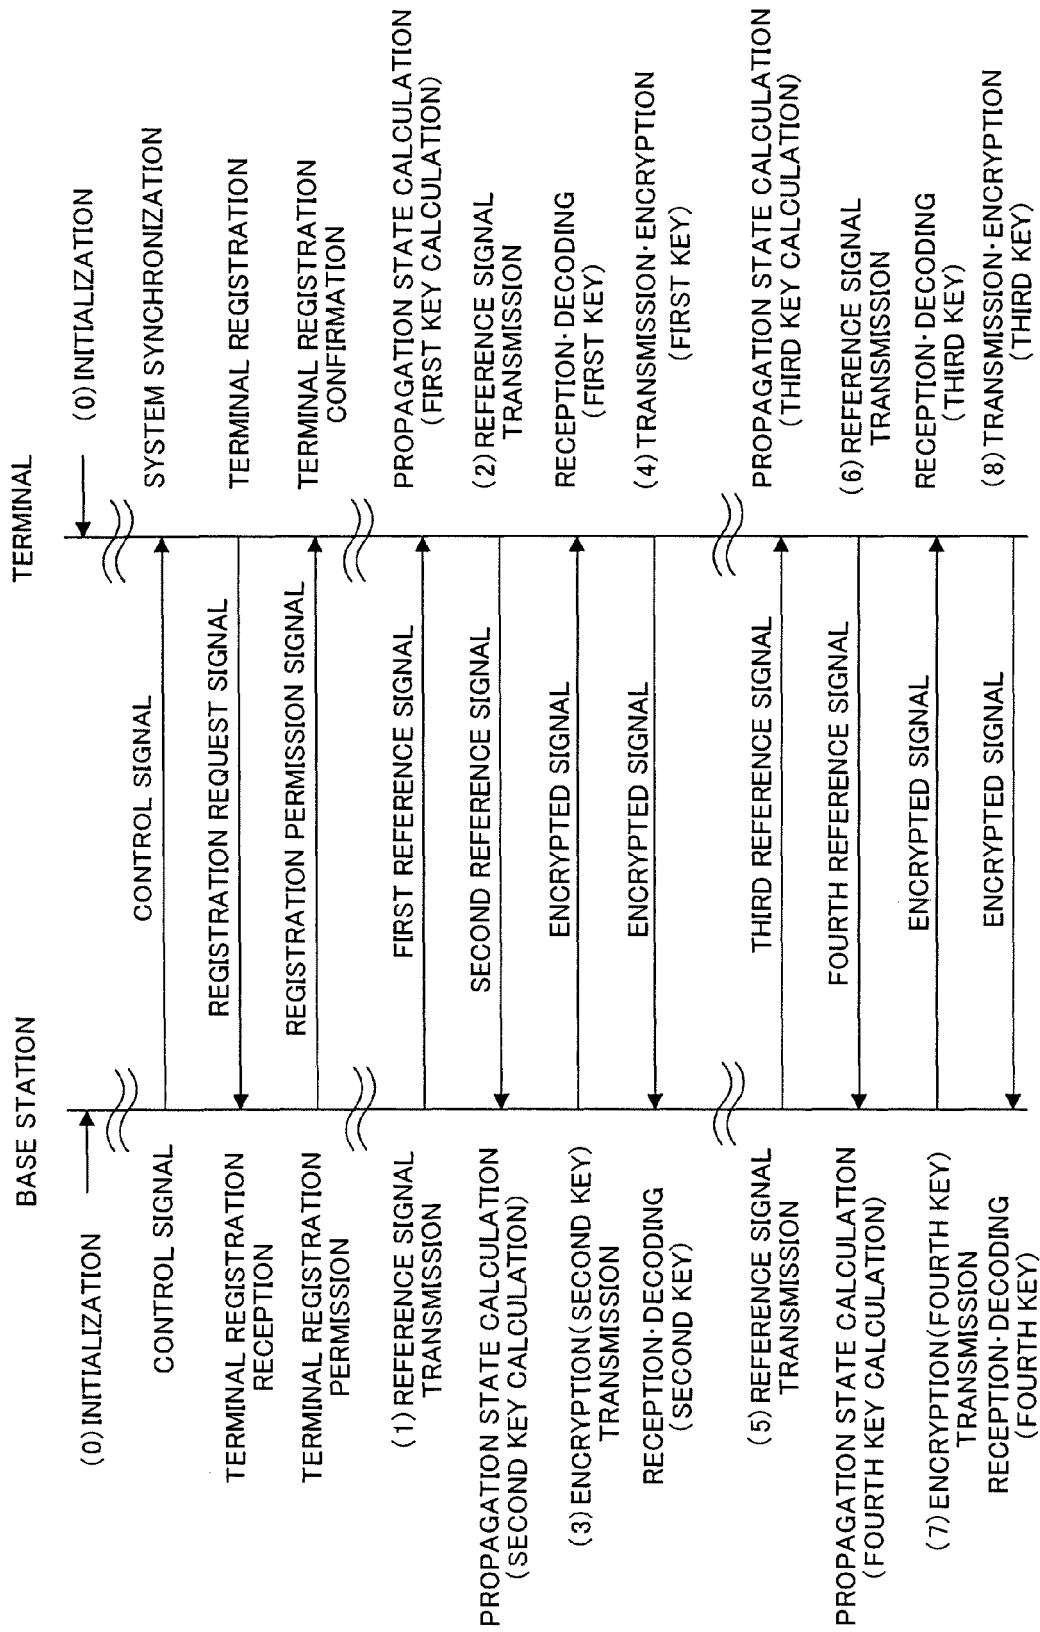 BASE STATION
TERMINAL
(0) INITIALIZATION
(0) INITIALIZATION
CONTROL SIGNAL
CONTROL SIGNAL
SYSTEM SYNCHRONIZATION
TERMINAL REGISTRATION
RECEPTION
REGISTRATION REQUEST SIGNAL
TERMINAL REGISTRATION
TERMINAL REGISTRATION
PERMISSION
REGISTRATION PERMISSION SIGNAL
TERMINAL REGISTRATION
CONFIRMATION
(1) REFERENCE SIGNAL
TRANSMISSION
FIRST REFERENCE SIGNAL
PROPAGATION STATE CALCULATION
(FIRST KEY CALCULATION)
PROPAGATION STATE CALCULATION
(SECOND KEY CALCULATION)
SECOND REFERENCE SIGNAL
(2) REFERENCE SIGNAL
TRANSMISSION
(3) ENCRYPTION(SECOND KEY)
TRANSMISSION
ENCRYPTED SIGNAL
RECEPTION·DECODING
(FIRST KEY)
RECEPTION·DECODING
(SECOND KEY)
ENCRYPTED SIGNAL
(4) TRANSMISSION·ENCRYPTION
(FIRST KEY)
(5) REFERENCE SIGNAL
TRANSMISSION
THIRD REFERENCE SIGNAL
PROPAGATION STATE CALCULATION
(THIRD KEY CALCULATION)
PROPAGATION STATE CALCULATION
(FOURTH KEY CALCULATION)
FOURTH REFERENCE SIGNAL
(6) REFERENCE SIGNAL
TRANSMISSION
(7) ENCRYPTION(FOURTH KEY)
TRANSMISSION
ENCRYPTED SIGNAL
RECEPTION·DECODING
(THIRD KEY)
RECEPTION·DECODING
(FOURTH KEY)
ENCRYPTED SIGNAL
(8) TRANSMISSION·ENCRYPTION
(THIRD KEY)